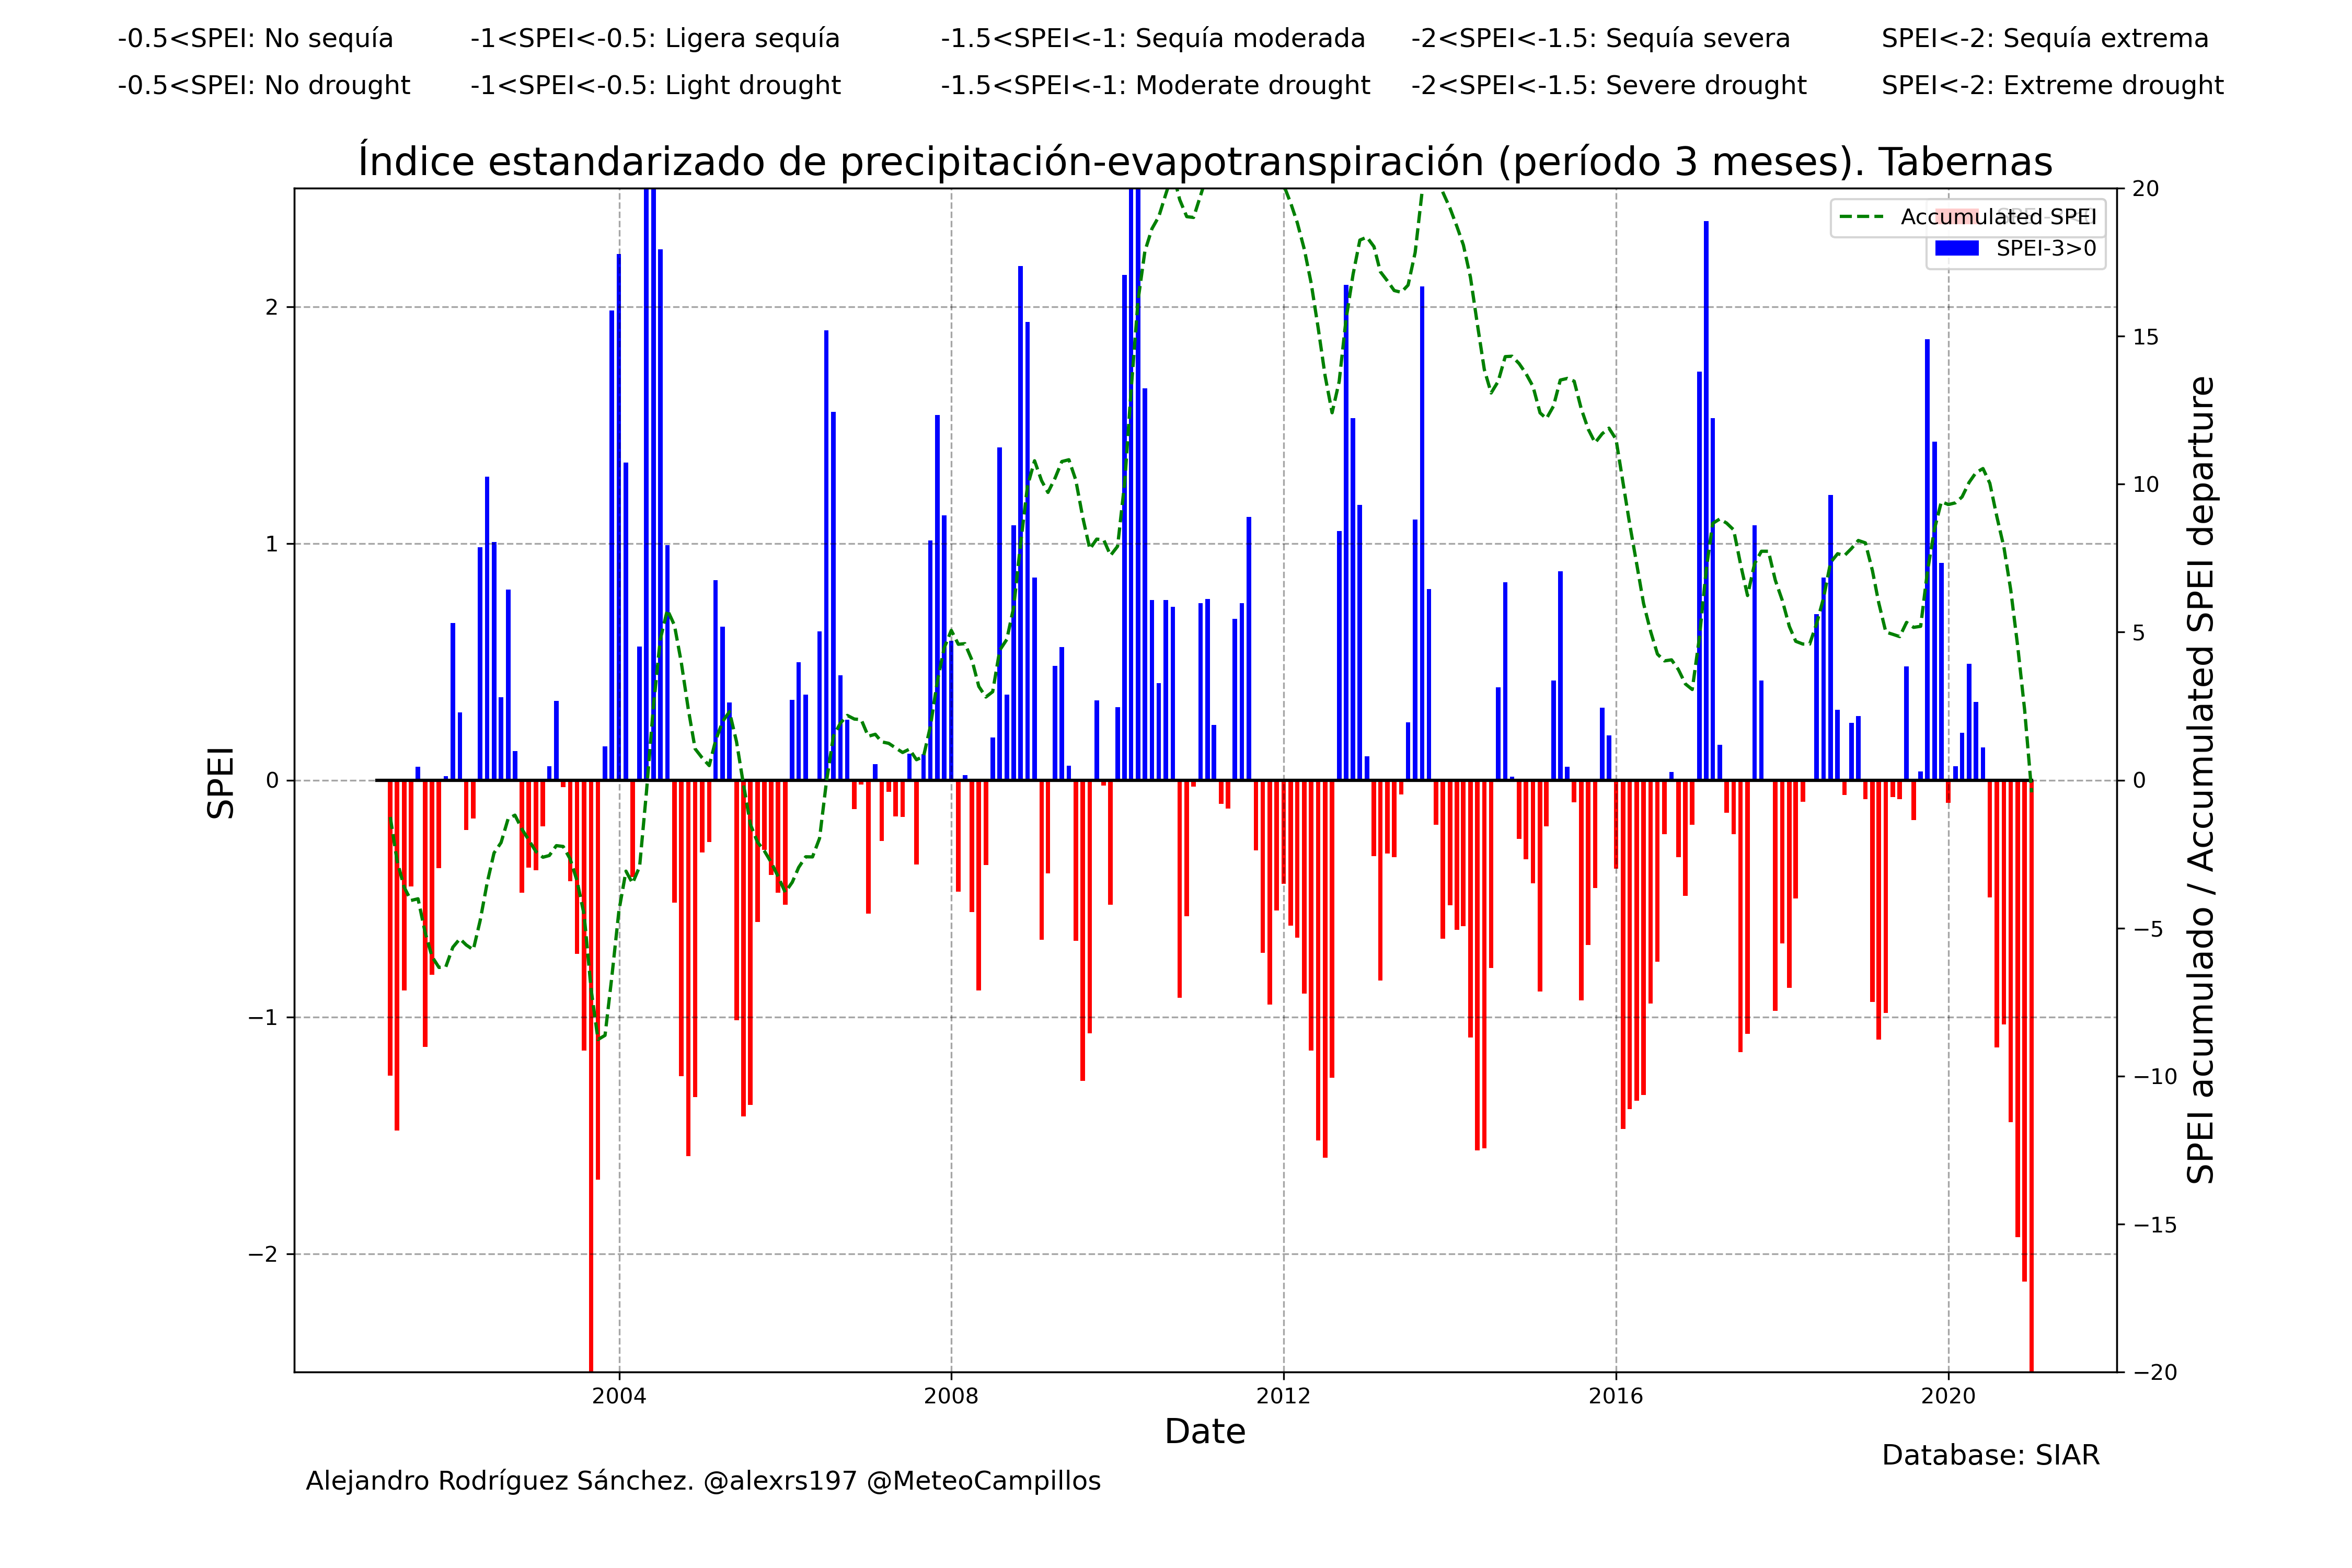 -0.5<SPEI: No sequía -1<SPEI<-0.5: Ligera sequía -1.5<SPEI<-1: Sequía moderada -2<SPEI<-1.5: Sequía severa SPEI<-2: Sequía extrema
-0.5<SPEI: No drought -1<SPEI<-0.5: Light drought -1.5<SPEI<-1: Moderate drought -2<SPEI<-1.5: Severe drought SPEI<-2: Extreme drought
Índice estandarizado de precipitación-evapotranspiración (período 3 meses). Tabernas
Accumulated SPEI
SPEI-3>0
SPEI
2
1
0
−1
−2
20
15
10
5
0
−5
−10
−15
−20
SPEI acumulado / Accumulated SPEI departure
2004 2008 2012 2016 2020
Date
Database: SIAR
Alejandro Rodríguez Sánchez. @alexrs197 @MeteoCampillos